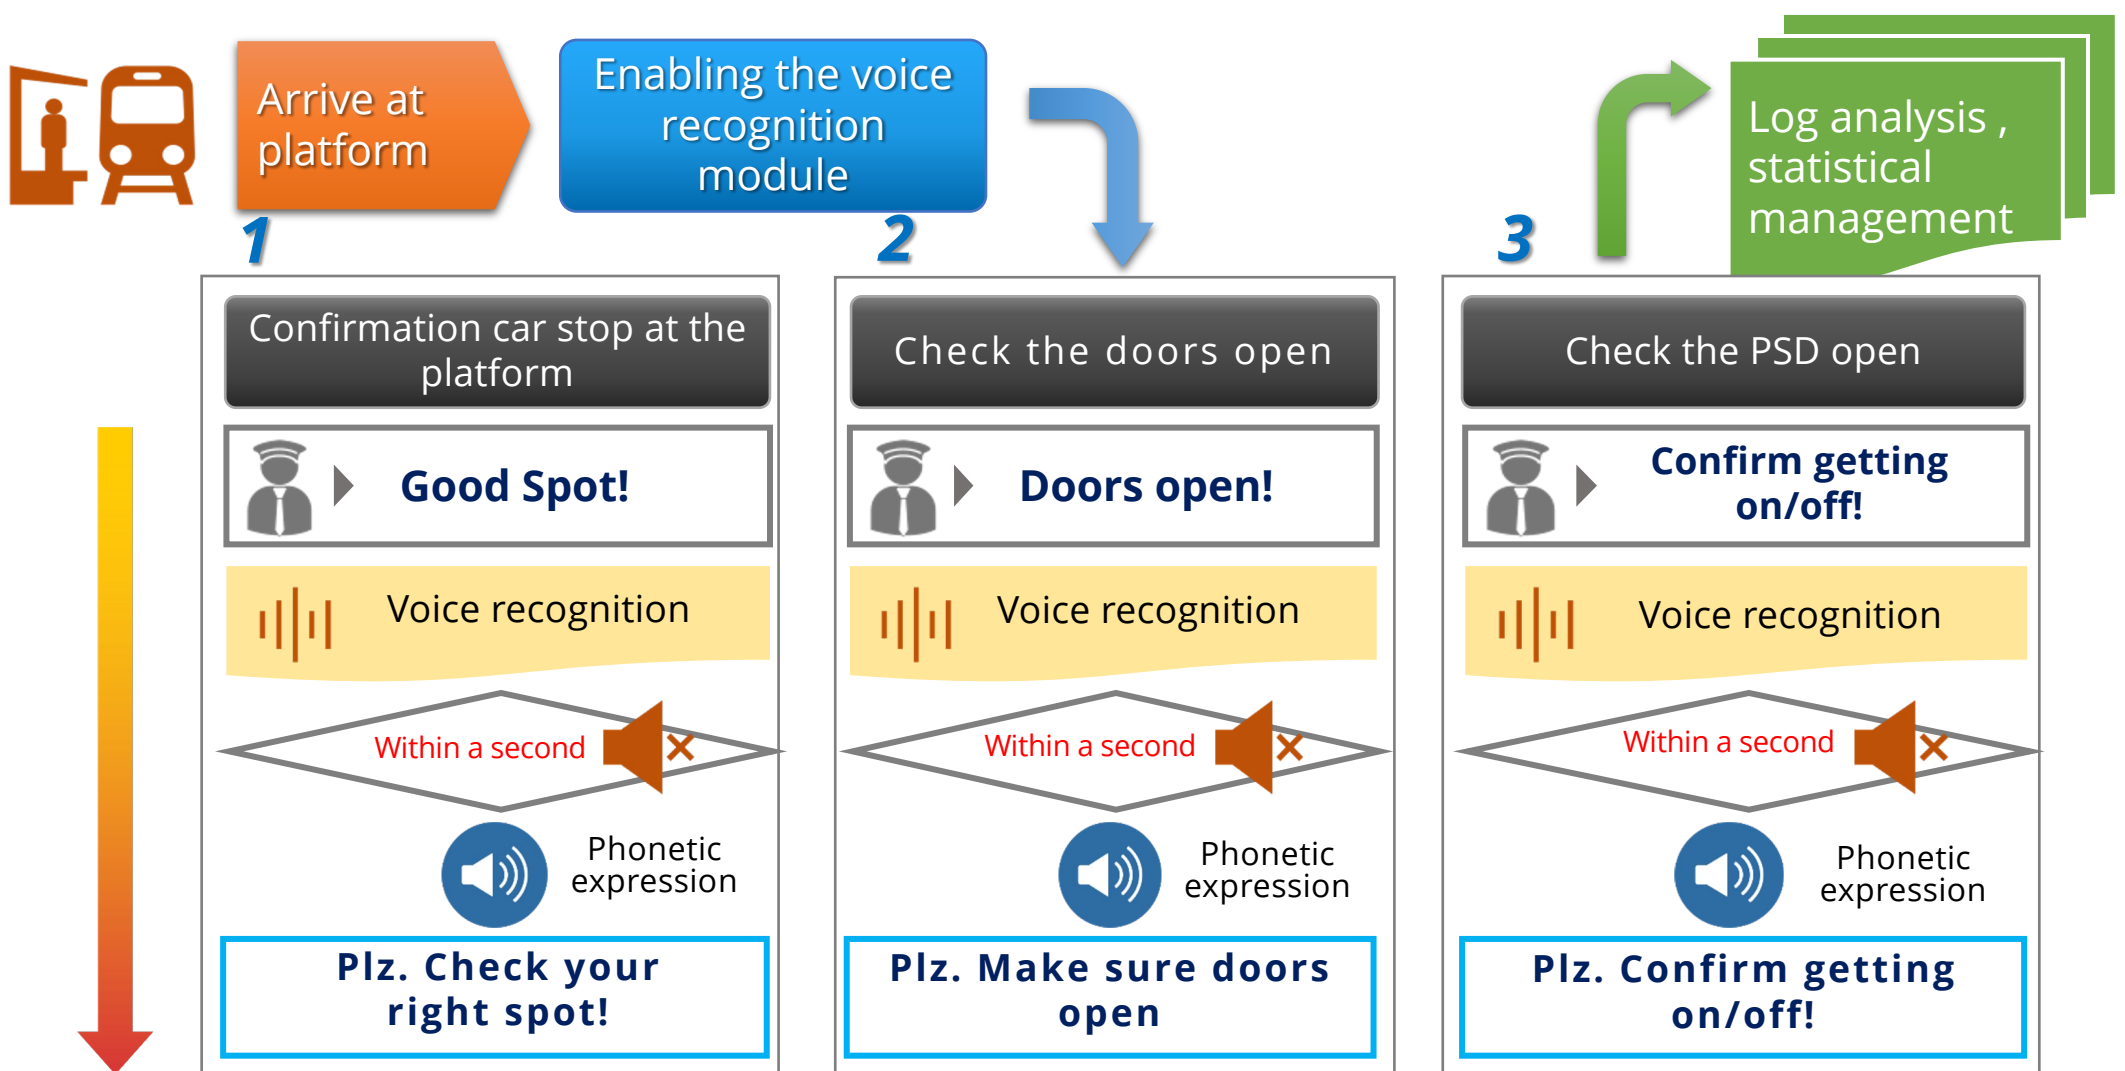 Arrive at
platform
Enabling the voice
recognition
module
Log analysis ,
statistical
management
1
2
3
Confirmation car stop at the
platform
Good Spot!
Voice recognition
Within a second
Phonetic
expression
Plz. Check your
right spot!
Check the doors open
Doors open!
Voice recognition
Within a second
Phonetic
expression
Plz. Make sure doors
open
Check the PSD open
Confirm getting
on/off!
Voice recognition
Within a second
Phonetic
expression
Plz. Confirm getting
on/off!